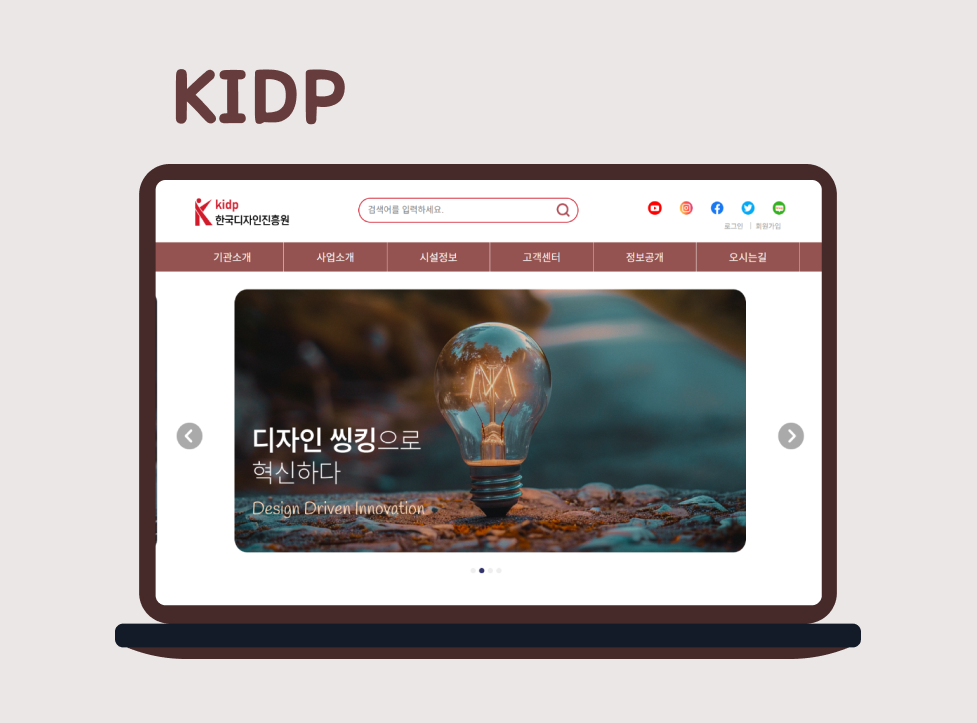 KIDP
kidp
한국디자인진흥원
검색어를 입력하세요.
로그인 | 회원가입
기관소개 사업소개 시설정보 고객센터 정보공개 오시는길
디자인 씽킹으로
혁신하다
Design Driven Innovation